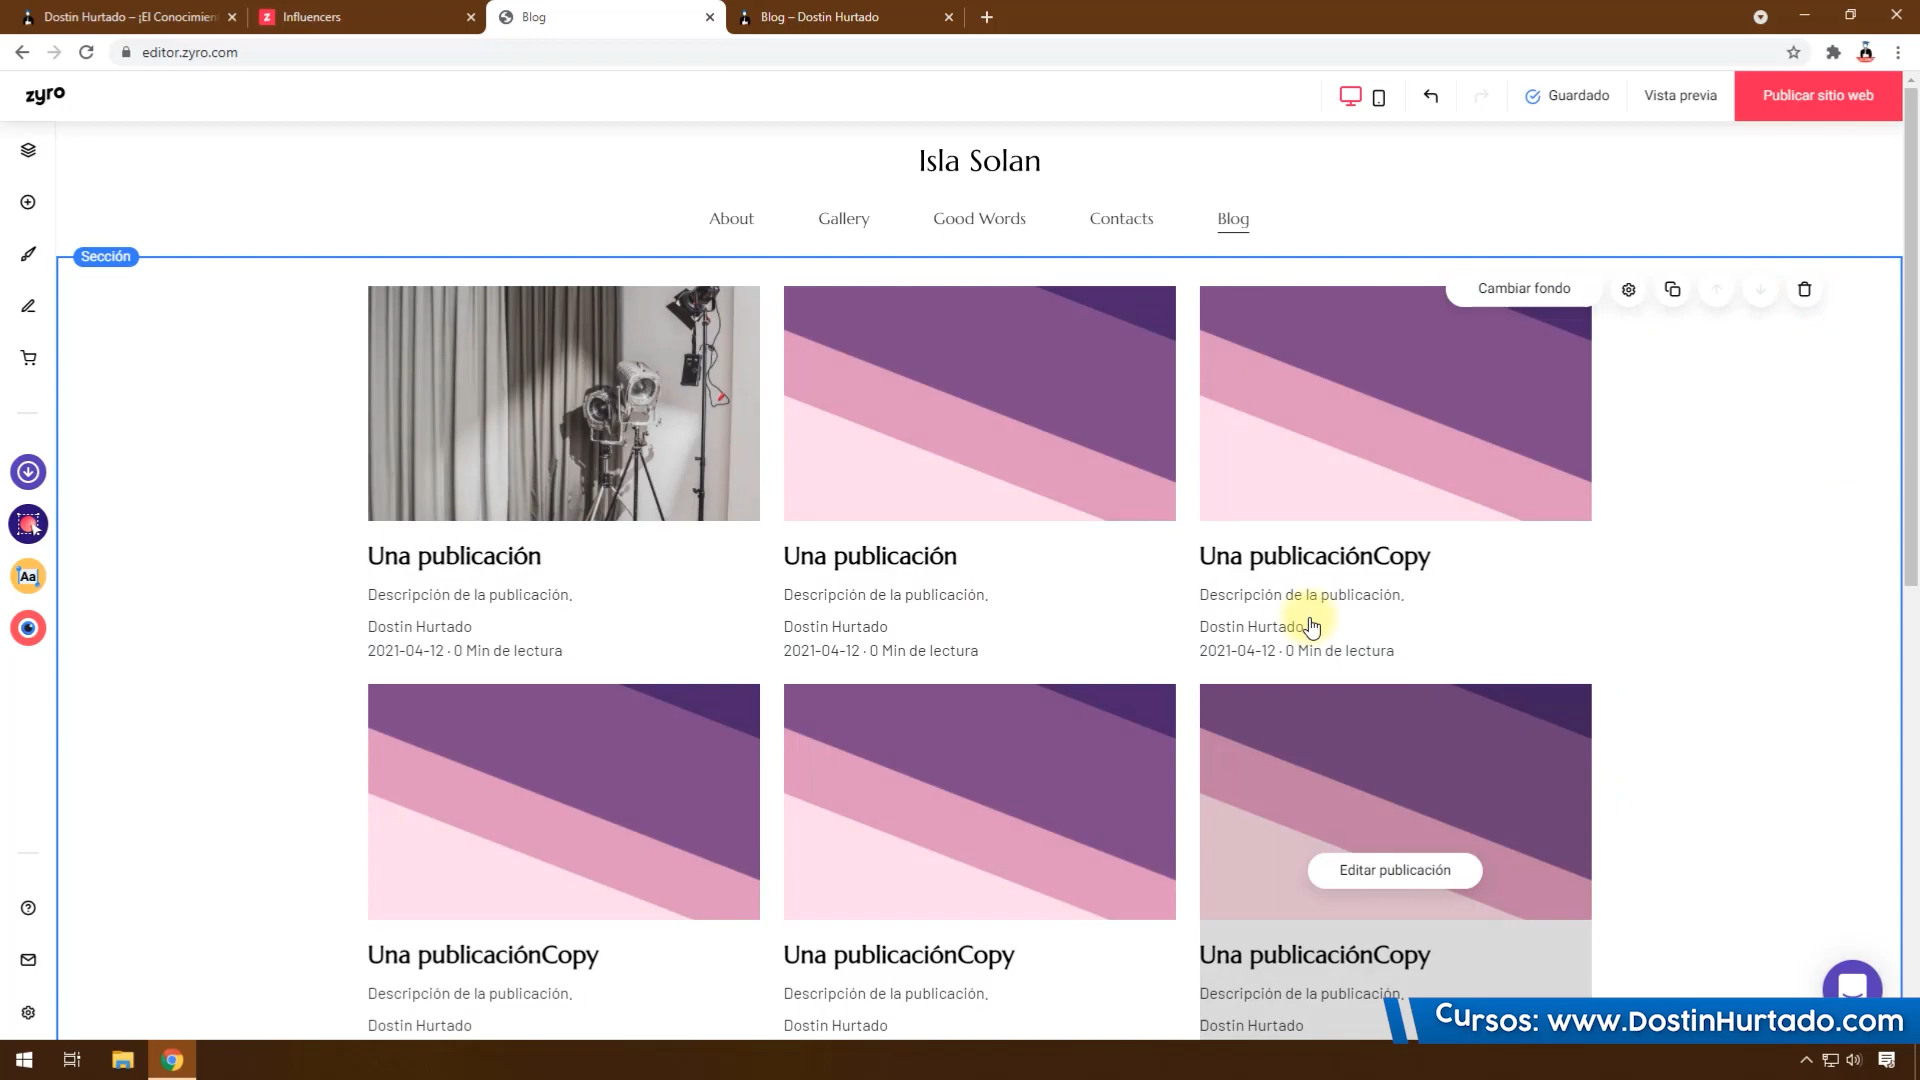 Dostin Hurtado – ¡El Conocimien
Influencers
Blog
Blog – Dostin Hurtado
editor.zyro.com
zyro
Guardado
Vista previa
Publicar sitio web
Isla Solan
About
Gallery
Good Words
Contacts
Blog
Sección
Cambiar fondo
Una publicación
Una publicación
Una publicaciónCopy
Descripción de la publicación.
Descripción de la publicación.
Descripción de la publicación.
Dostin Hurtado
Dostin Hurtado
Dostin Hurtado
2021-04-12 · 0 Min de lectura
2021-04-12 · 0 Min de lectura
2021-04-12 · 0 Min de lectura
Aa
Editar publicación
Una publicaciónCopy
Una publicaciónCopy
Una publicaciónCopy
Descripción de la publicación.
Descripción de la publicación.
Descripción de la publicación.
Dostin Hurtado
Dostin Hurtado
Dostin Hurtado
Cursos: www.DostinHurtado.com